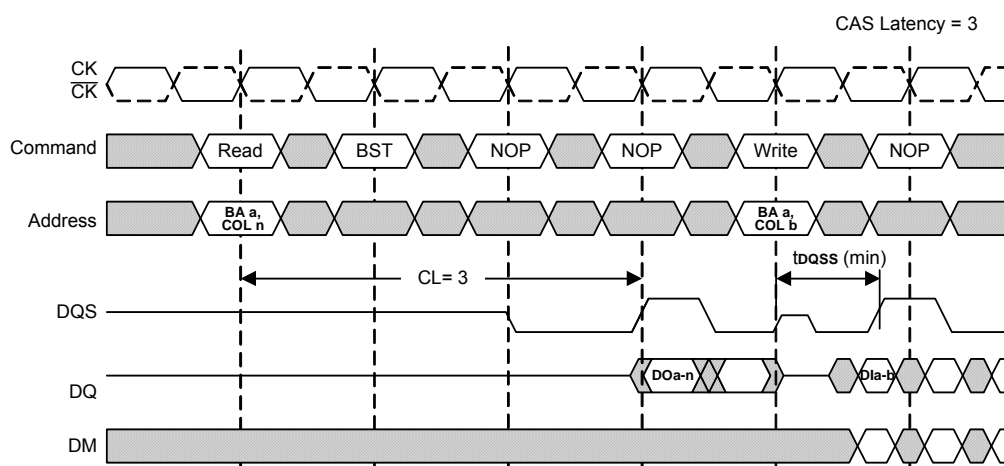 CAS Latency = 3
CK
CK
Command
Read
BST
NOP
NOP
Write
NOP
Address
BA a,
COL n
BA a,
COL b
CL= 3
tDQSS (min)
DQS
DQ
DOa-n
DIa-b
DM